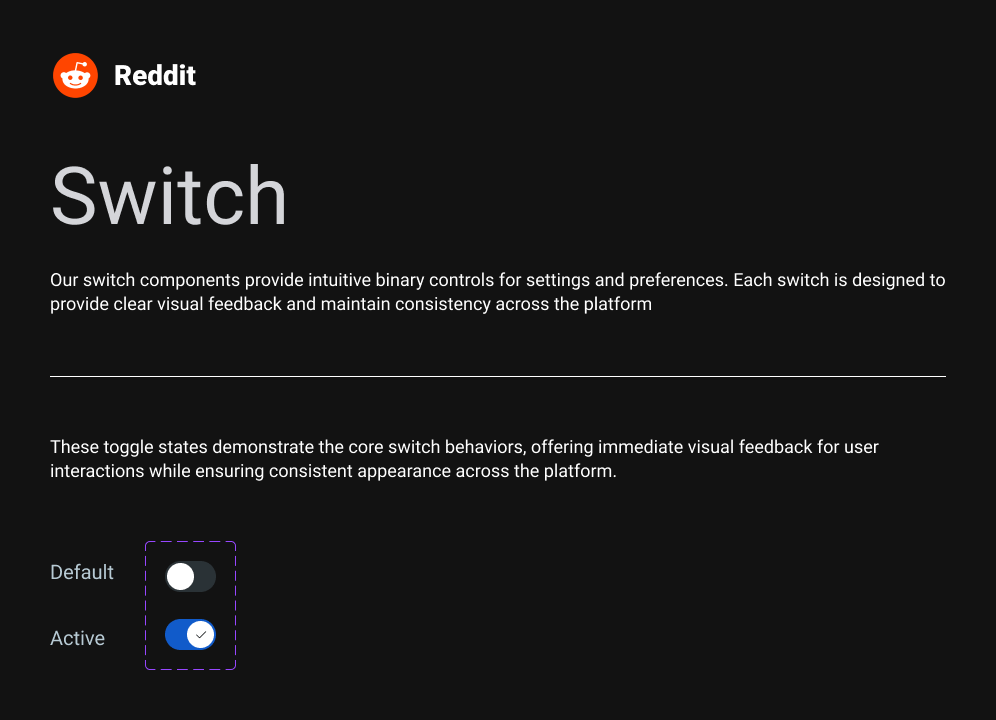 Reddit
Switch
Our switch components provide intuitive binary controls for settings and preferences. Each switch is designed to
provide clear visual feedback and maintain consistency across the platform
These toggle states demonstrate the core switch behaviors, offering immediate visual feedback for user
interactions while ensuring consistent appearance across the platform.
Default
Active